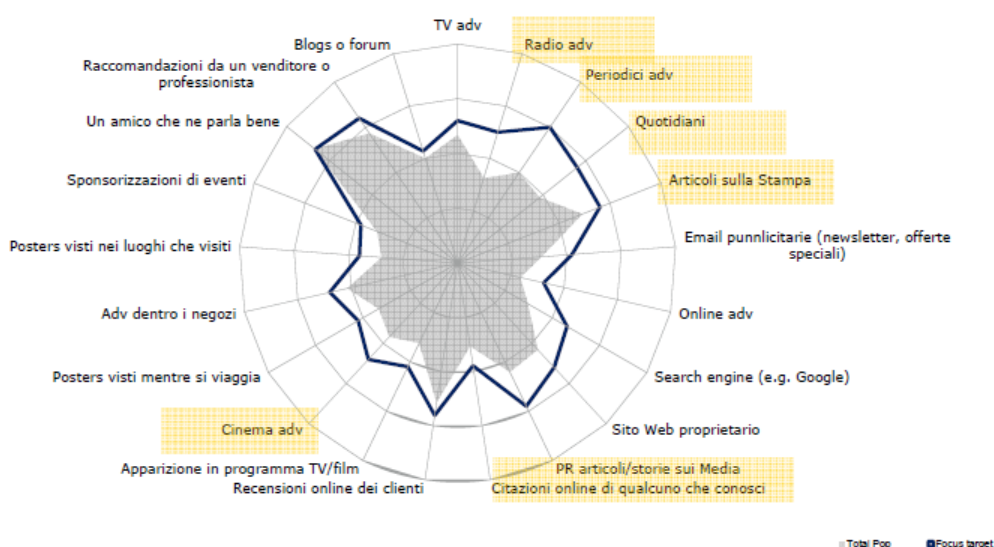 TV adv
Blogs o forum
Radio adv
Raccomandazioni da un venditore o
professionista
Periodici adv
Un amico che ne parla bene
Quotidiani
Sponsorizzazioni di eventi
Articoli sulla Stampa
Posters visti nei luoghi che visiti
Email punnlicitarie (newsletter, offerte
speciali)
Adv dentro i negozi
Online adv
Posters visti mentre si viaggia
Search engine (e.g. Google)
Cinema adv
Sito Web proprietario
Apparizione in programma TV/film
PR articoli/storie sui Media
Recensioni online dei clienti
Citazioni online di qualcuno che conosci
Total Pop
Focus target